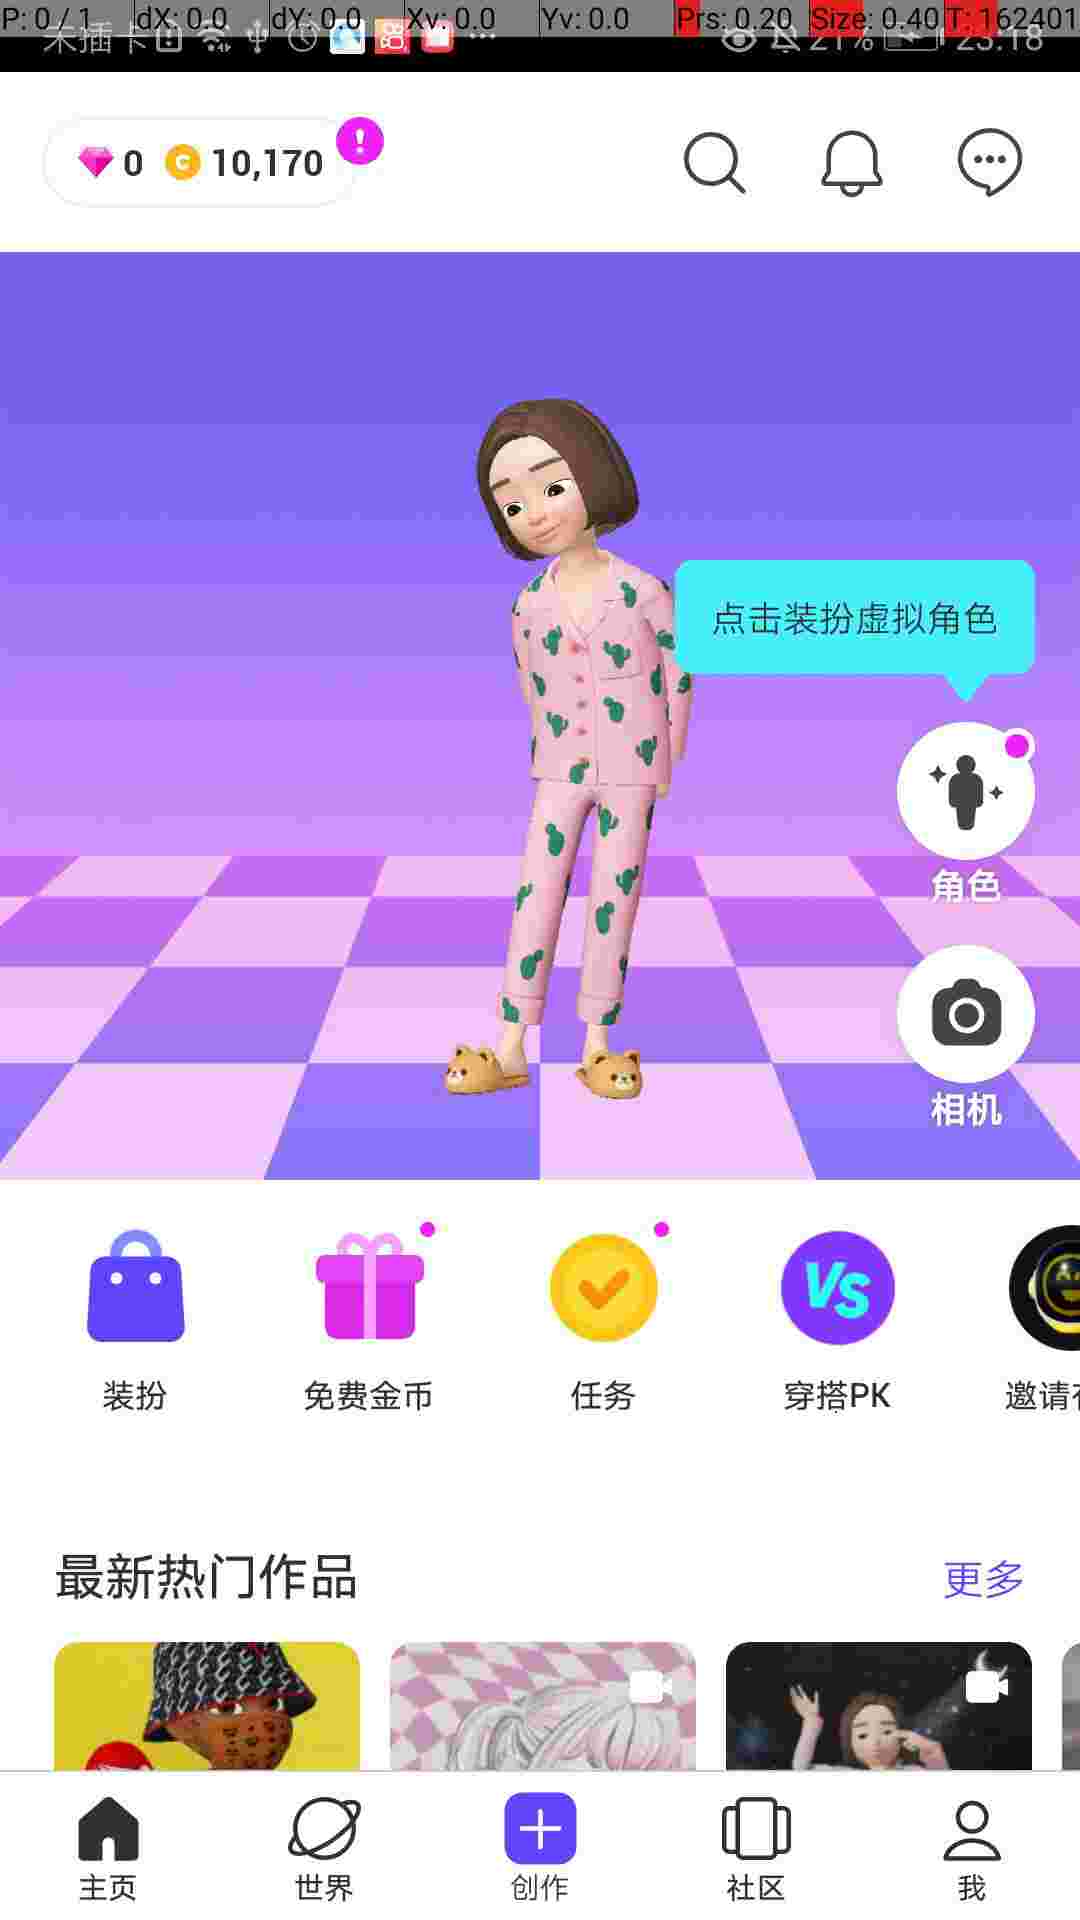 P: 0 / 1 dX: 0.0 dY: 0.0 Xv: 0.0 Yv: 0.0 Prs: 0.20 Size: 0.40 T: 162401
未插卡 21% 23:18
0 C 10,170 !
点击装扮虚拟角色
角色
相机
VS
装扮 免费金币 任务 穿搭PK 邀请
最新热门作品 更多
主页 世界 创作 社区 我